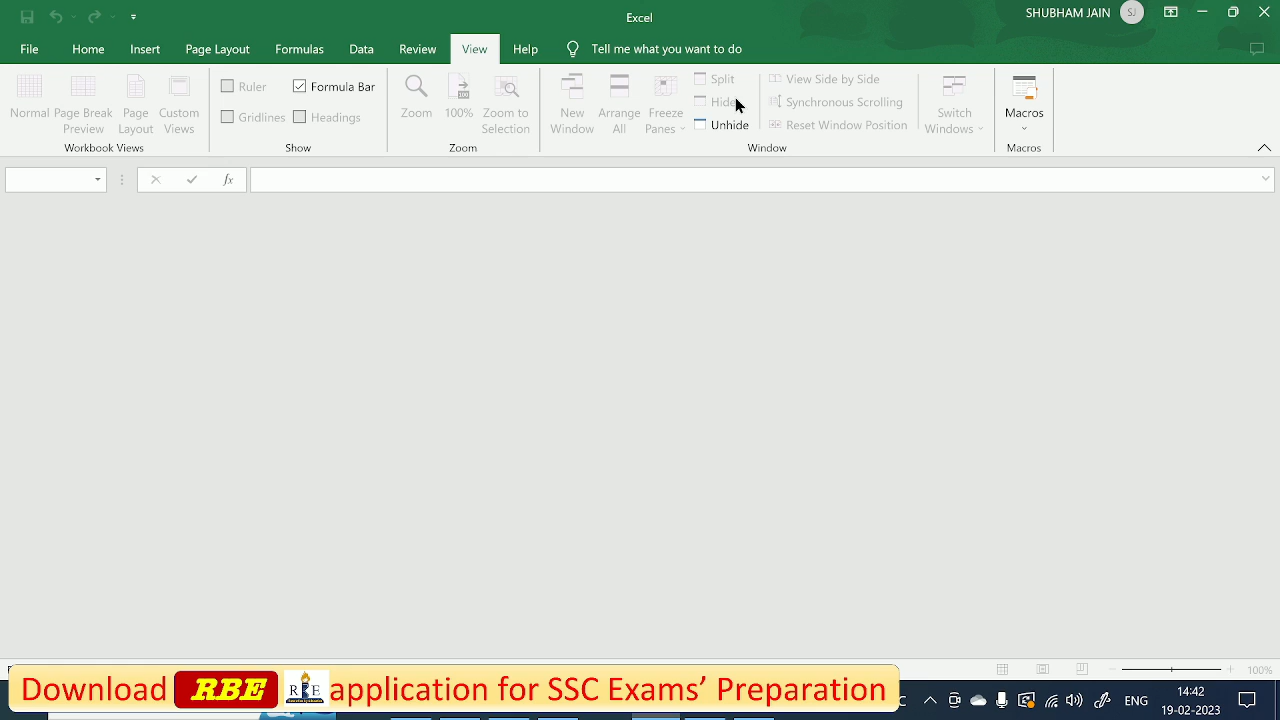 Excel
SHUBHAM JAIN SJ
File Home Insert Page Layout Formulas Data Review View Help Tell me what you want to do
Normal Page Break Preview Page Layout Custom Views
Workbook Views
Ruler Formula Bar
Gridlines Headings
Show
Zoom 100% Zoom to Selection
Zoom
New Window Arrange All Freeze Panes
Split
Hide
Unhide
View Side by Side
Synchronous Scrolling
Reset Window Position
Switch Windows
Window
Macros
Macros
fx
100%
Download RBE RBE application for SSC Exams’ Preparation
C ENG
14:42
19-02-2023